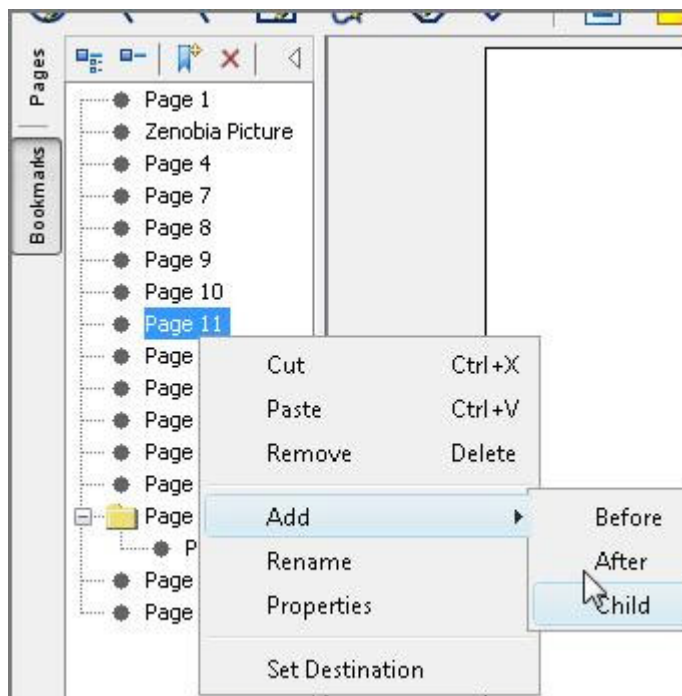 Pages
Bookmarks
Page 1
Zenobia Picture
Page 4
Page 7
Page 8
Page 9
Page 10
Page 11
Page
Page
Page
Page
Page
Page
P
Page
Page
Cut Ctrl+X
Paste Ctrl+V
Remove Delete
Add
Rename
Properties
Set Destination
Before
After
Child